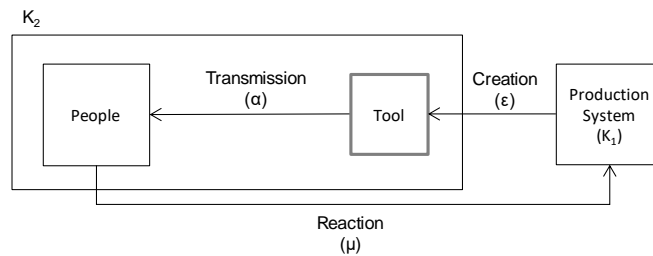 K₂
People
Transmission
(α)
Tool
Creation
(ε)
Production
System
(K₁)
Reaction
(μ)